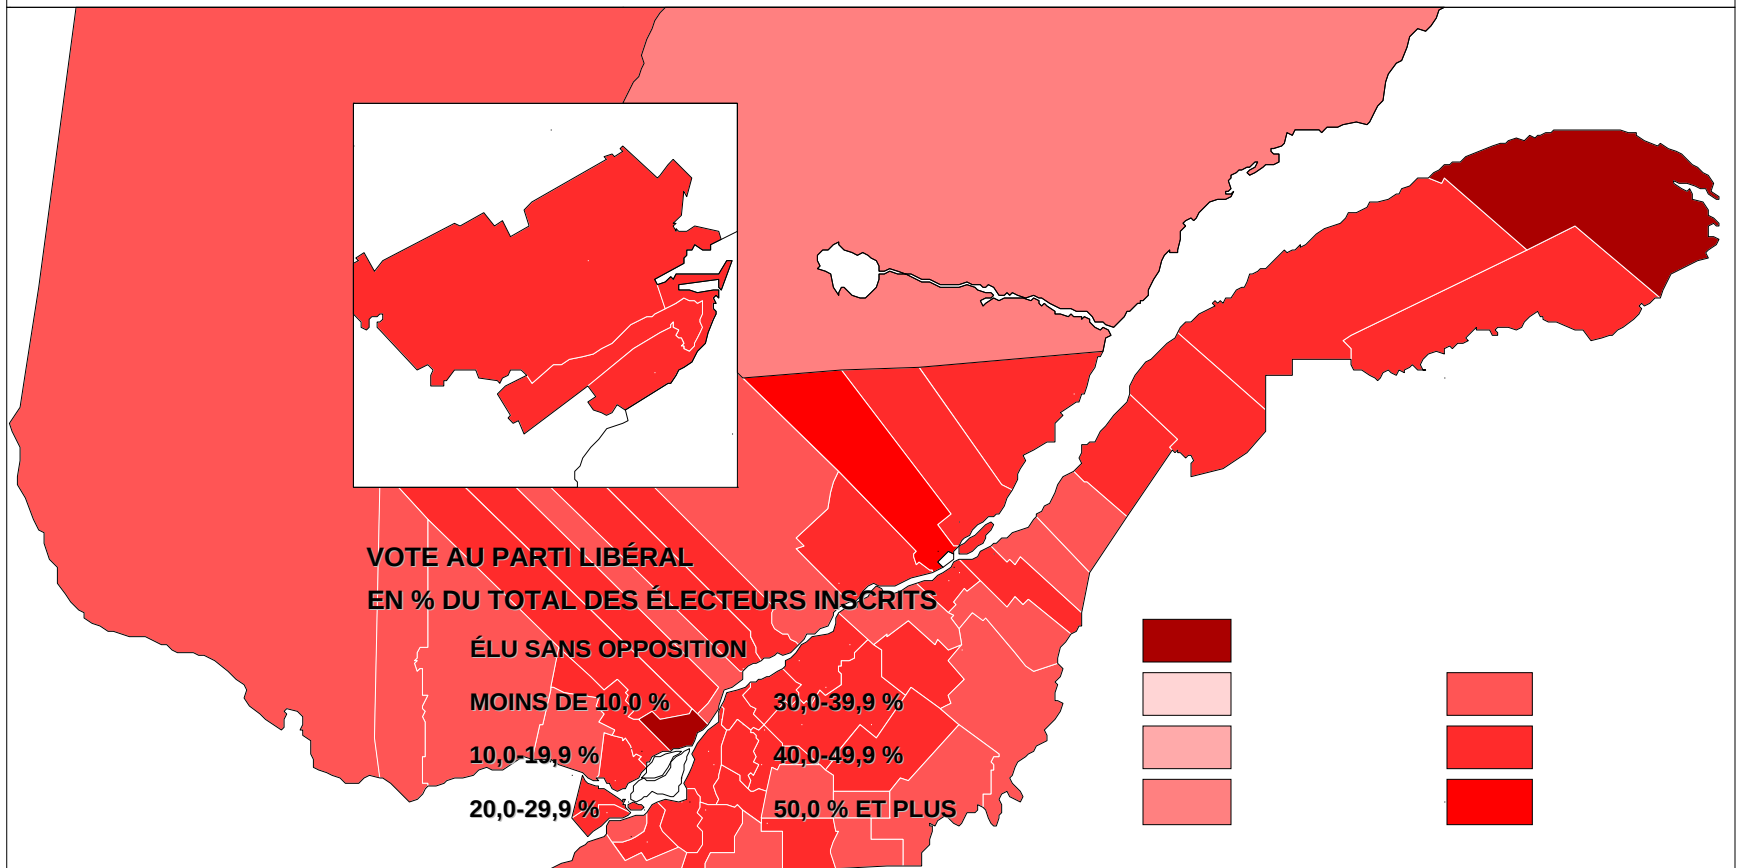 VOTE AU PARTI LIBÉRAL
EN % DU TOTAL DES ÉLECTEURS INSCRITS
ÉLU SANS OPPOSITION
MOINS DE 10,0 %
30,0-39,9 %
10,0-19,9 %
40,0-49,9 %
20,0-29,9 %
50,0 % ET PLUS